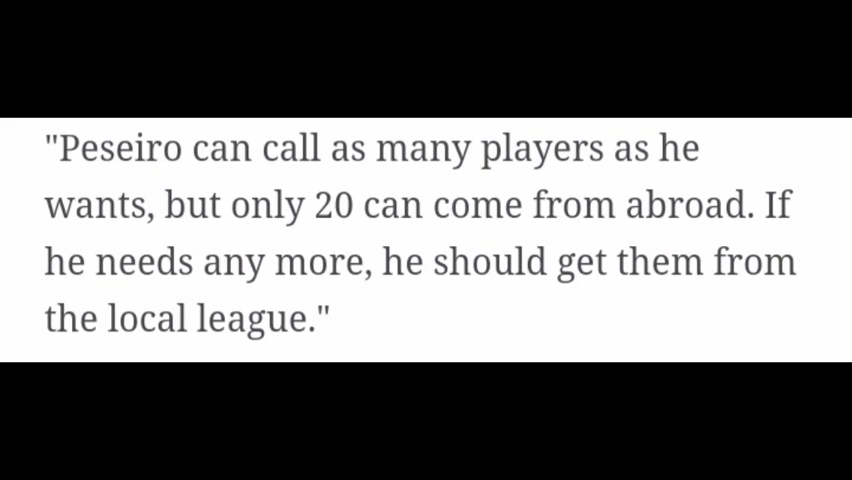 "Peseiro can call as many players as he
wants, but only 20 can come from abroad. If
he needs any more, he should get them from
the local league."